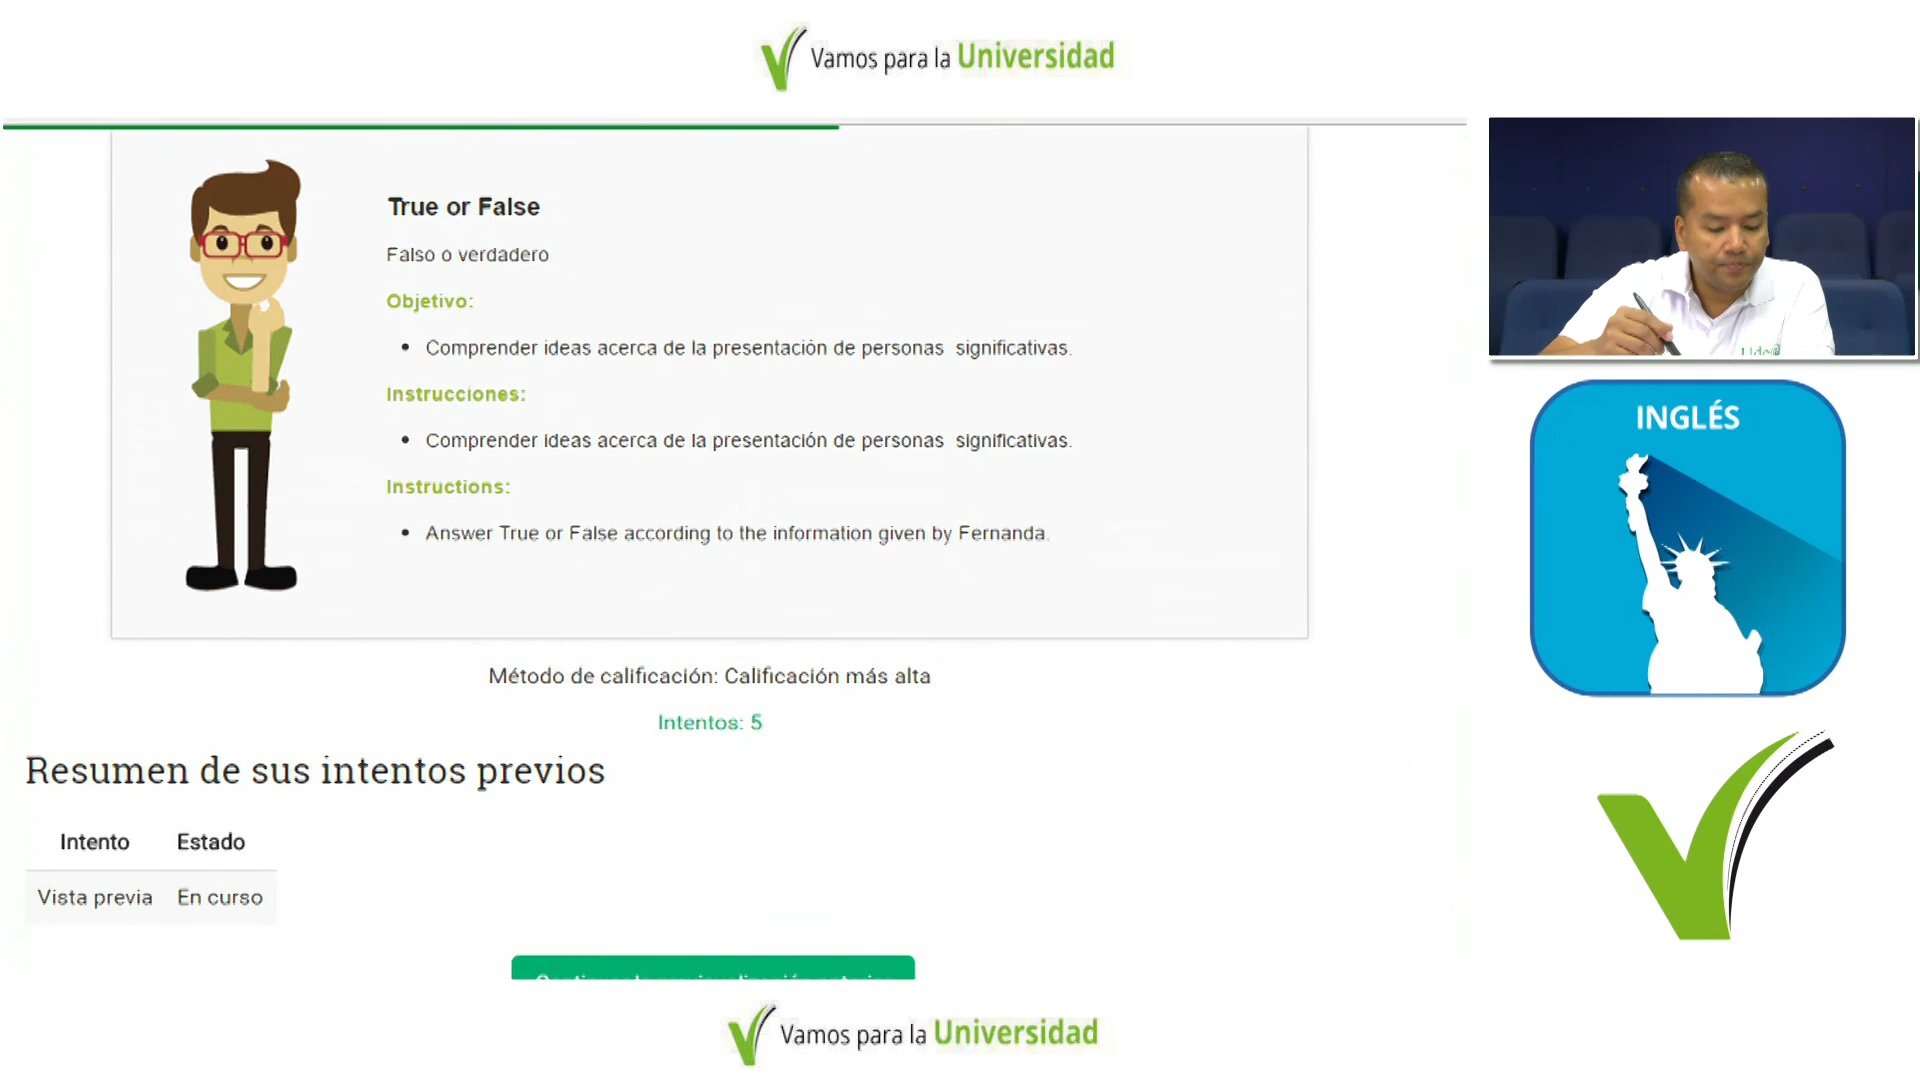 Vamos para la Universidad
True or False
Falso o verdadero
Objetivo:
Comprender ideas acerca de la presentación de personas significativas.
Instrucciones:
Comprender ideas acerca de la presentación de personas significativas.
Instructions:
Answer True or False according to the information given by Fernanda.
Método de calificación: Calificación más alta
Intentos: 5
Resumen de sus intentos previos
Intento Estado
Vista previa En curso
INGLÉS
Vamos para la Universidad